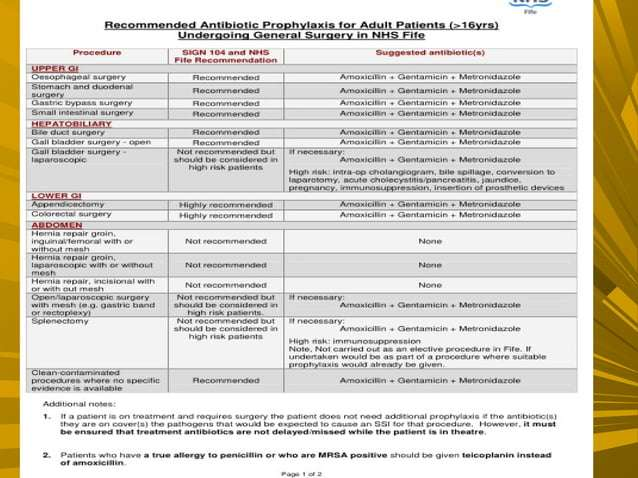 NHS
Fife
Recommended Antibiotic Prophylaxis for Adult Patients (>16yrs)
Undergoing General Surgery in NHS Fife
Procedure
SIGN 104 and NHS
Fife Recommendation
Suggested antibiotic(s)
UPPER GI
Oesophageal surgery Recommended Amoxicillin + Gentamicin + Metronidazole
Stomach and duodenal
surgery
Recommended Amoxicillin + Gentamicin + Metronidazole
Gastric bypass surgery Recommended Amoxicillin + Gentamicin + Metronidazole
Small intestinal surgery Recommended Amoxicillin + Gentamicin + Metronidazole
HEPATOBILIARY
Bile duct surgery Recommended Amoxicillin + Gentamicin + Metronidazole
Gall bladder surgery - open Recommended Amoxicillin + Gentamicin + Metronidazole
Gall bladder surgery -
laparoscopic
Not recommended but
should be considered in
high risk patients
If necessary:
Amoxicillin + Gentamicin + Metronidazole
High risk: intra-op cholangiogram, bile spillage, conversion to
laparotomy, acute cholecystitis/pancreatitis, jaundice,
pregnancy, immunosuppression, insertion of prosthetic devices
LOWER GI
Appendicectomy Highly recommended Amoxicillin + Gentamicin + Metronidazole
Colorectal surgery Highly recommended Amoxicillin + Gentamicin + Metronidazole
ABDOMEN
Hernia repair groin,
inguinal/femoral with or
without mesh
Not recommended None
Hernia repair groin,
laparoscopic with or without
mesh
Not recommended None
Hernia repair, incisional with
or with out mesh
Not recommended None
Open/laparoscopic surgery
with mesh (e.g. gastric band
or rectoplexy)
Not recommended but
should be considered in
high risk patients.
If necessary:
Amoxicillin + Gentamicin + Metronidazole
Splenectomy
Not recommended but
should be considered in
high risk patients
If necessary:
Amoxicillin + Gentamicin + Metronidazole
High risk: immunosuppression
Note, Not carried out as an elective procedure in Fife. If
undertaken would be as part of a procedure where suitable
prophylaxis would already be given.
Clean-contaminated
procedures where no specific
evidence is available
Recommended Amoxicillin + Gentamicin + Metronidazole
Additional notes:
1. If a patient is on treatment and requires surgery the patient does not need additional prophylaxis if the antibiotic(s)
they are on cover(s) the pathogens that would be expected to cause an SSI for that procedure. However, it must
be ensured that treatment antibiotics are not delayed/missed while the patient is in theatre.
2. Patients who have a true allergy to penicillin or who are MRSA positive should be given teicoplanin instead
of amoxicillin.
Page 1 of 2